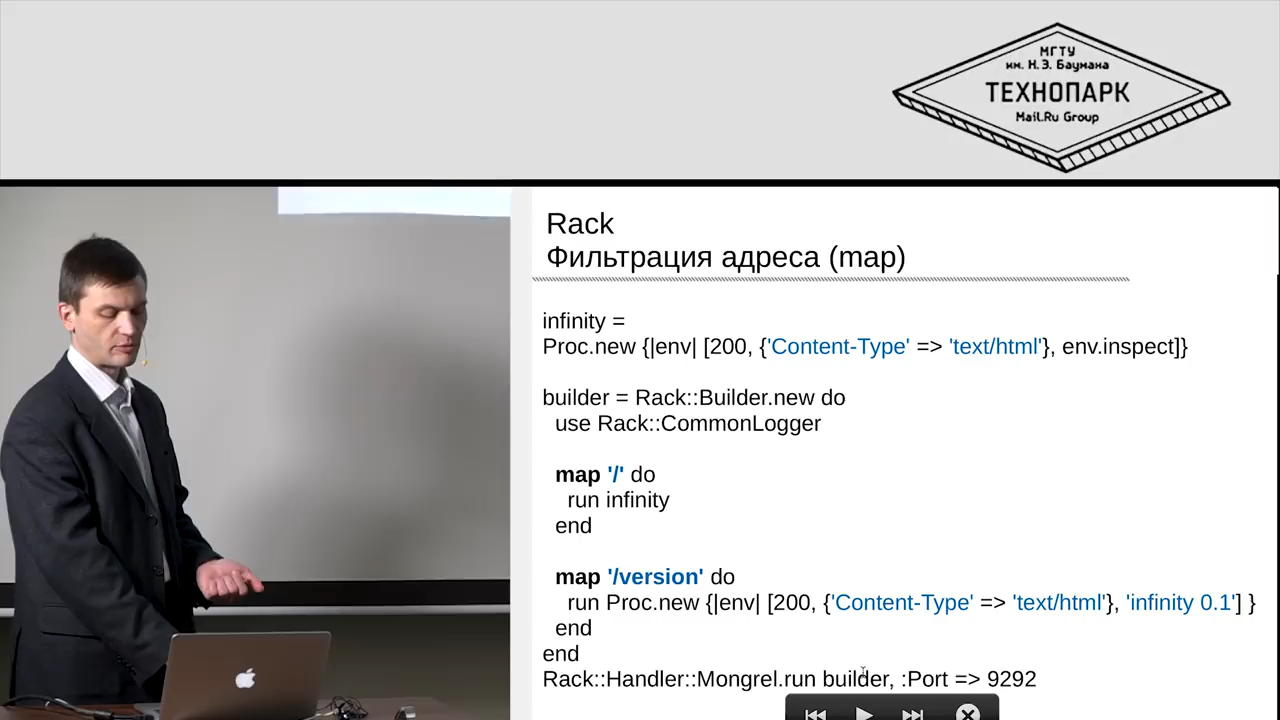 МГТУ
им. Н.Э. Баумана
ТЕХНОПАРК
Mail.Ru Group
Rack
Фильтрация адреса (map)
infinity =
Proc.new {|env| [200, {'Content-Type' => 'text/html'}, env.inspect]}
builder = Rack::Builder.new do
use Rack::CommonLogger
map '/' do
run infinity
end
map '/version' do
run Proc.new {|env| [200, {'Content-Type' => 'text/html'}, 'infinity 0.1'] }
end
end
Rack::Handler::Mongrel.run builder, :Port => 9292